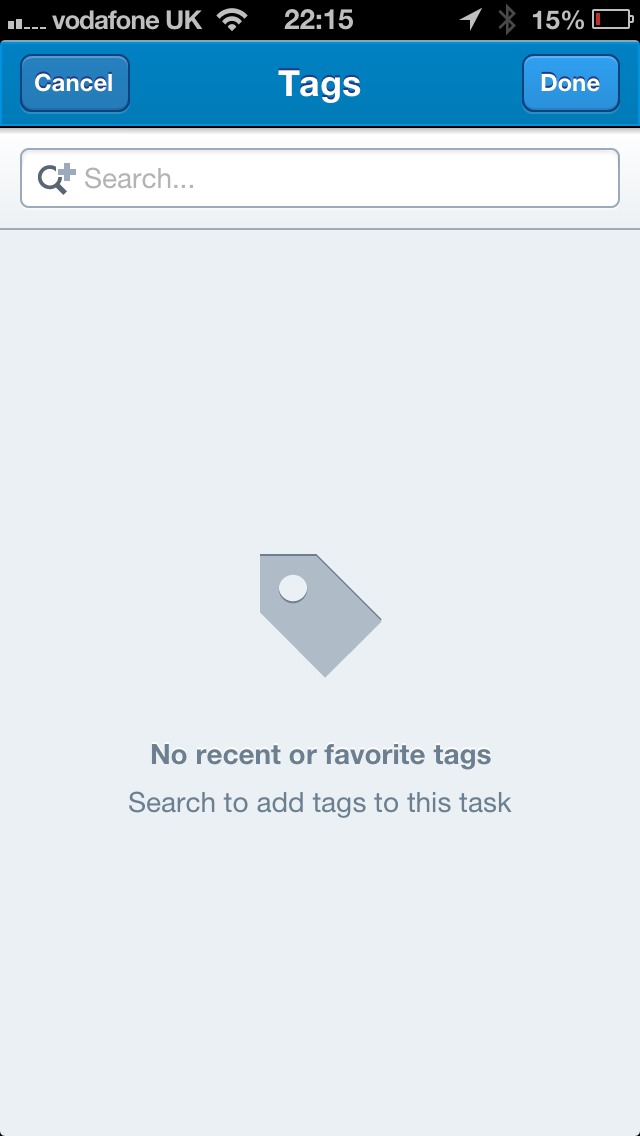 vodafone UK 22:15 15%
Cancel Tags Done
Search...
No recent or favorite tags
Search to add tags to this task